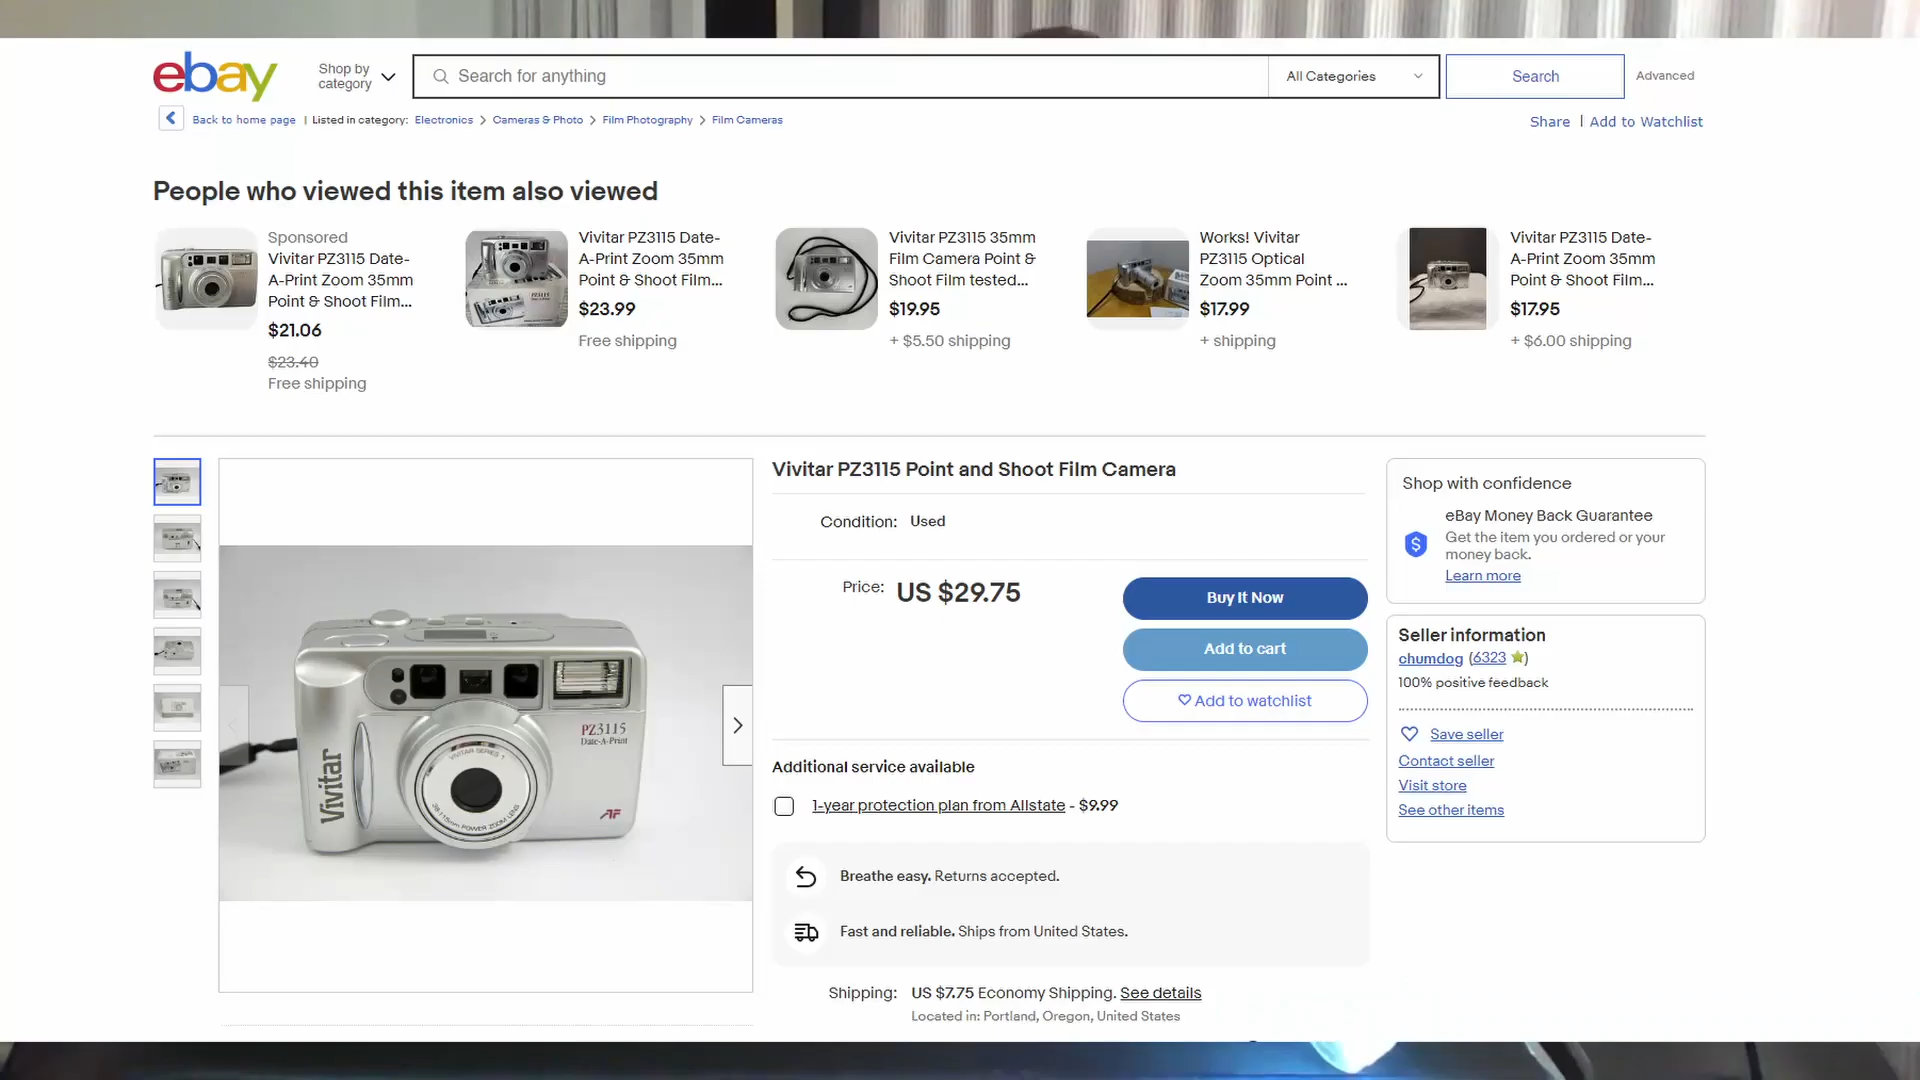 ebay
Shop by
category
Search for anything
All Categories
Search
Advanced
Back to home page | Listed in category: Electronics > Cameras & Photo > Film Photography > Film Cameras
Share | Add to Watchlist
People who viewed this item also viewed
Sponsored
Vivitar PZ3115 Date-
A-Print Zoom 35mm
Point & Shoot Film...
$21.06
$23.40
Free shipping
Vivitar PZ3115 Date-
A-Print Zoom 35mm
Point & Shoot Film...
$23.99
Free shipping
Vivitar PZ3115 35mm
Film Camera Point &
Shoot Film tested...
$19.95
+ $5.50 shipping
Works! Vivitar
PZ3115 Optical
Zoom 35mm Point ...
$17.99
+ shipping
Vivitar PZ3115 Date-
A-Print Zoom 35mm
Point & Shoot Film...
$17.95
+ $6.00 shipping
Vivitar
PZ3115
Date-A-Print
VIVITAR SERIES 1
38-115mm POWER ZOOM LENS
AF
Vivitar PZ3115 Point and Shoot Film Camera
Condition: Used
Price: US $29.75
Buy It Now
Add to cart
Add to watchlist
Additional service available
1-year protection plan from Allstate - $9.99
Breathe easy. Returns accepted.
Fast and reliable. Ships from United States.
Shipping: US $7.75 Economy Shipping. See details
Located in: Portland, Oregon, United States
Shop with confidence
eBay Money Back Guarantee
Get the item you ordered or your
money back.
Learn more
Seller information
chumdog (6323)
100% positive feedback
Save seller
Contact seller
Visit store
See other items